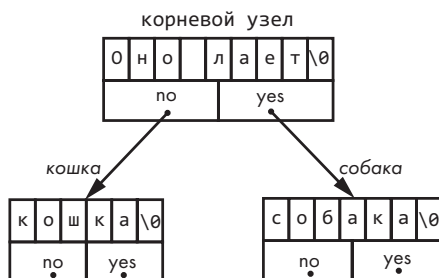 корневой узел
Оно лает\0
no yes
кошка собака
кошка\0 собака\0
no yes no yes